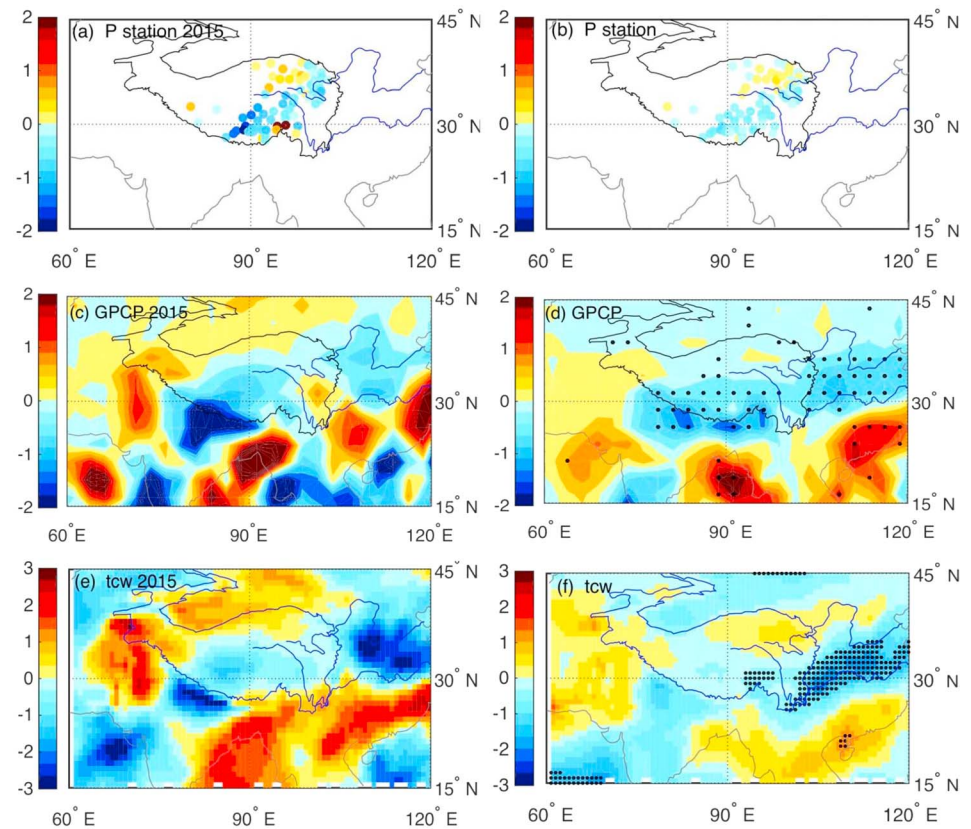 2
1
0
-1
-2
(a) P station 2015
45° N
30° N
15° N
60° E
90° E
120° E
2
1
0
-1
-2
(b) P station
45° N
30° N
15° N
60° E
90° E
120° E
2
1
0
-1
-2
(c) GPCP 2015
45° N
30° N
15° N
60° E
90° E
120° E
2
1
0
-1
-2
(d) GPCP
45° N
30° N
15° N
60° E
90° E
120° E
3
2
1
0
-1
-2
-3
(e) tcw 2015
45° N
30° N
15° N
60° E
90° E
120° E
3
2
1
0
-1
-2
-3
(f) tcw
45° N
30° N
15° N
60° E
90° E
120° E